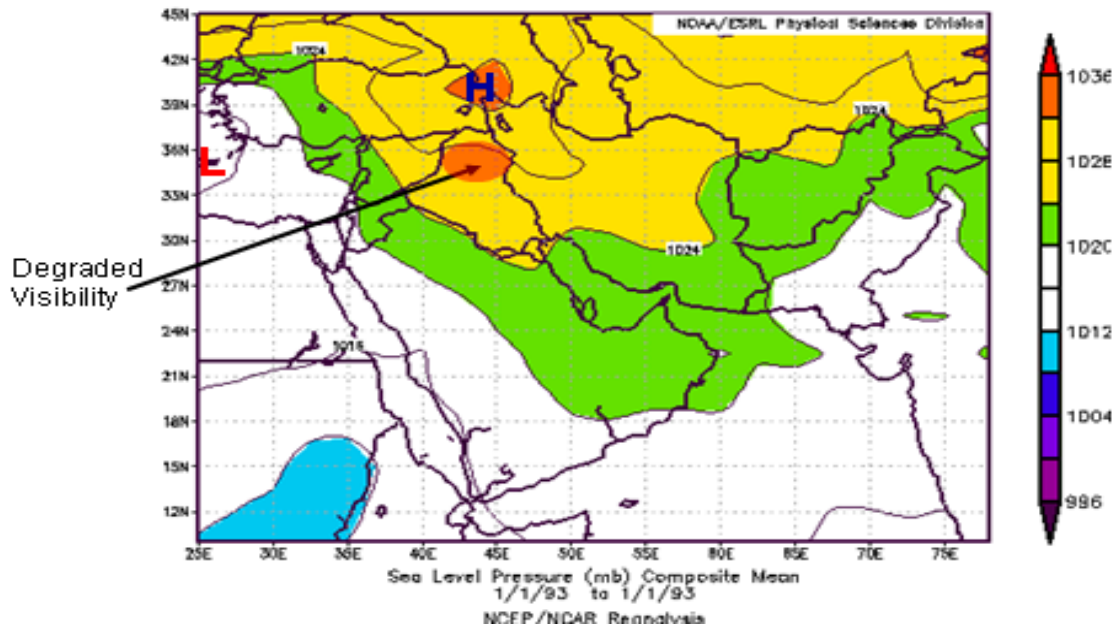 45N
NOAA/ESRL Physical Sciences Division
42N
1024
H
1036
39N
1024
36N
L
1028
33N
30N
1024
1020
Degraded
Visibility
27N
24N
1012
1016
21N
1004
18N
15N
996
12N
25E 30E 35E 40E 45E 50E 55E 60E 65E 70E 75E
Sea Level Pressure (mb) Composite Mean
1/1/93 to 1/1/93
NCEP/NCAR Reanalysis